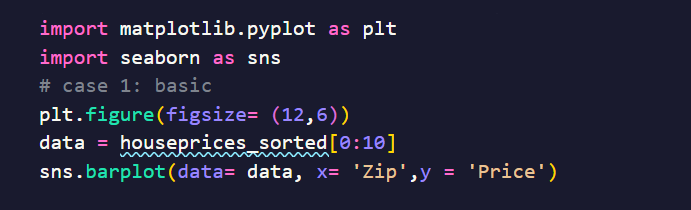 import matplotlib.pyplot as plt
import seaborn as sns
# case 1: basic
plt.figure(figsize= (12,6))
data = houseprices_sorted[0:10]
sns.barplot(data= data, x= 'Zip',y = 'Price')